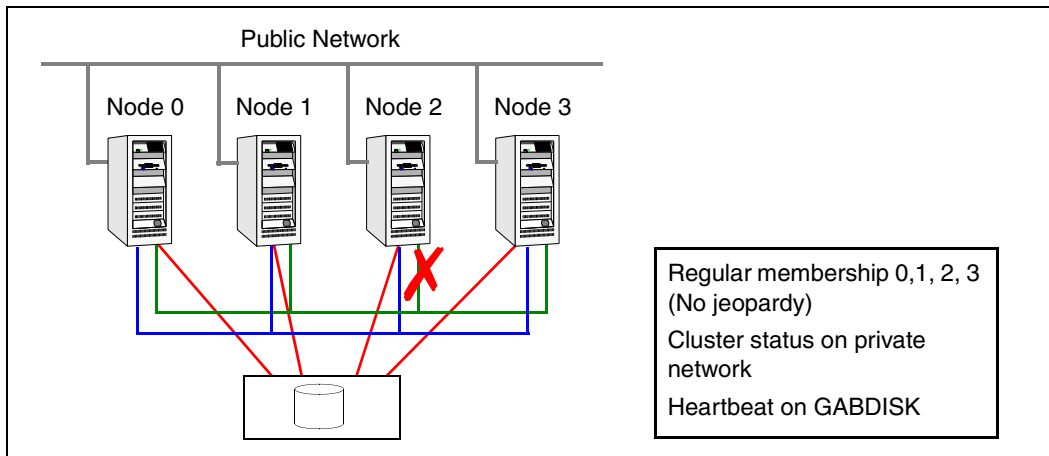 Public Network
Node 0
Node 1
Node 2
Node 3
Regular membership 0,1, 2, 3
(No jeopardy)
Cluster status on private
network
Heartbeat on GABDISK